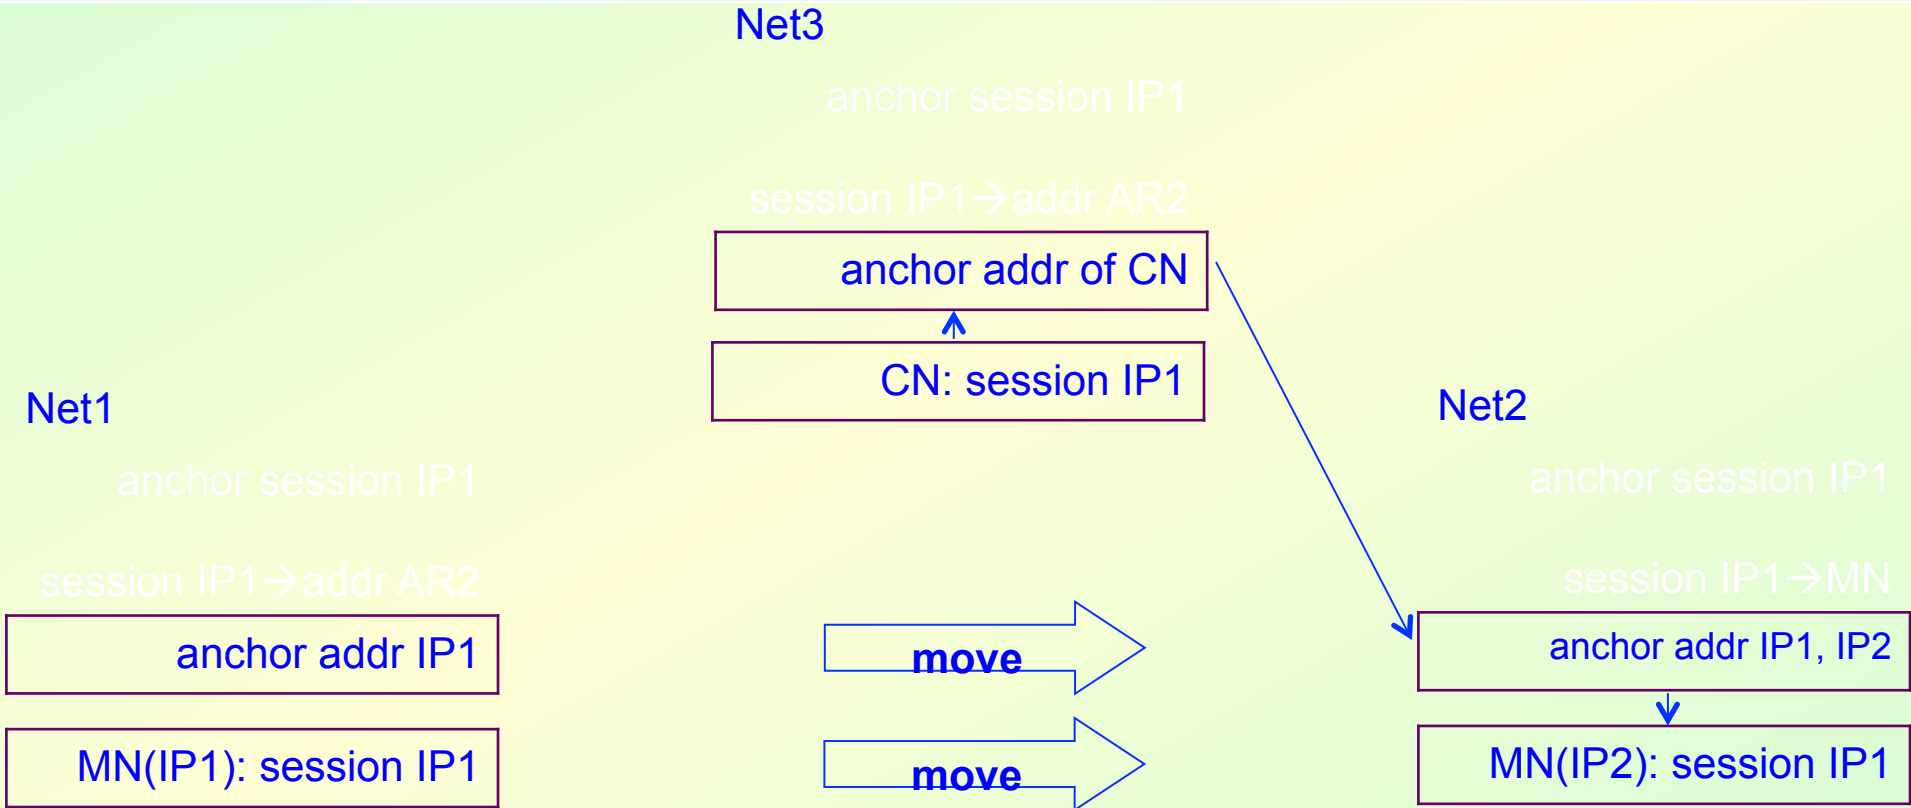 Net3
anchor session IP1
session IP1→addr AR2
anchor addr of CN
CN: session IP1
Net1
anchor session IP1
session IP1→addr AR2
anchor addr IP1
MN(IP1): session IP1
move
move
Net2
anchor session IP1
session IP1→MN
anchor addr IP1, IP2
MN(IP2): session IP1